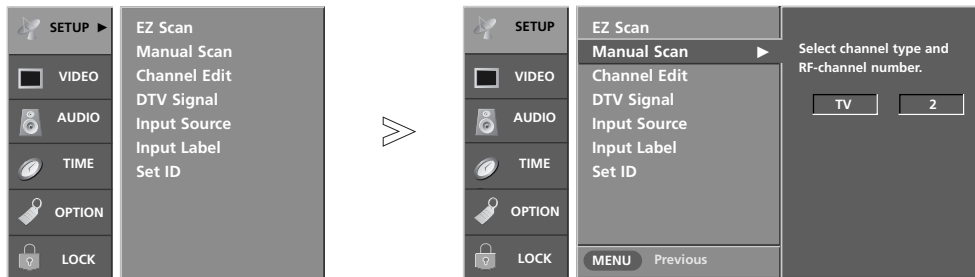 SETUP ►
VIDEO
AUDIO
TIME
OPTION
LOCK
EZ Scan
Manual Scan
Channel Edit
DTV Signal
Input Source
Input Label
Set ID
SETUP
VIDEO
AUDIO
TIME
OPTION
LOCK
EZ Scan
Manual Scan ►
Channel Edit
DTV Signal
Input Source
Input Label
Set ID
MENU Previous
Select channel type and
RF-channel number.
TV 2